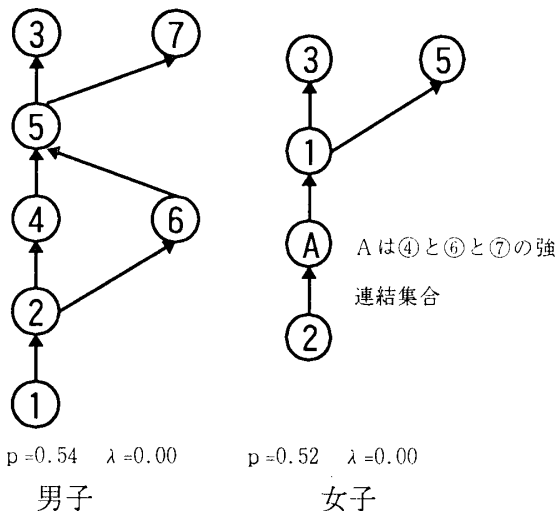 3 7
5
4 6
2
1
p=0.54 λ=0.00
男子
3 5
1
A
2
Aは④と⑥と⑦の強
連結集合
p=0.52 λ=0.00
女子